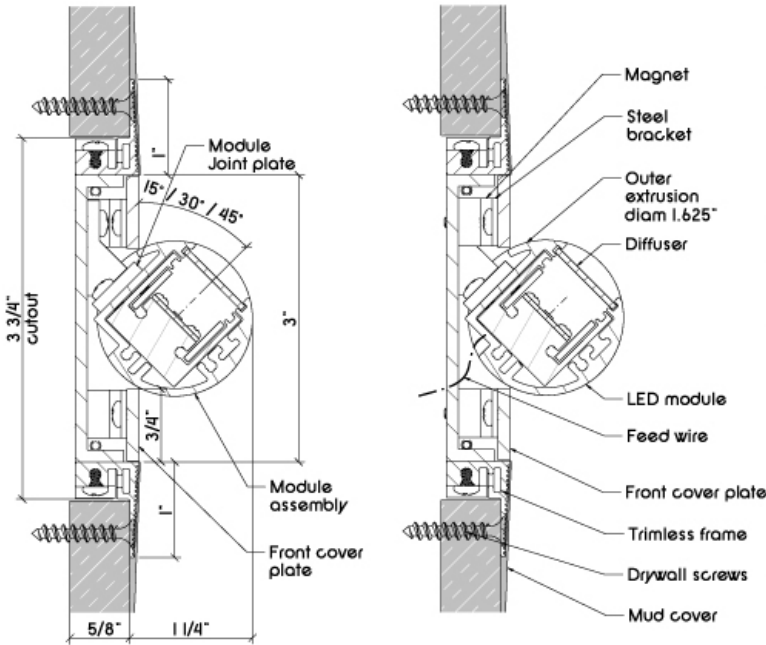 Module
Joint plate
15° / 30° / 45°
1"
3 3/4"
cutout
3"
3/4"
1"
Module
assembly
Front cover
plate
5/8"
1 1/4"
Magnet
Steel
bracket
Outer
extrusion
diam 1.625"
Diffuser
LED module
Feed wire
Front cover plate
Trimless frame
Drywall screws
Mud cover